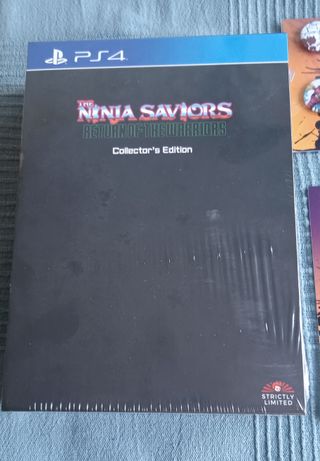 PS4
THE
NINJA SAVIORS
RETURN OF THE WARRIORS
Collector's Edition
STRICTLY
LIMITED